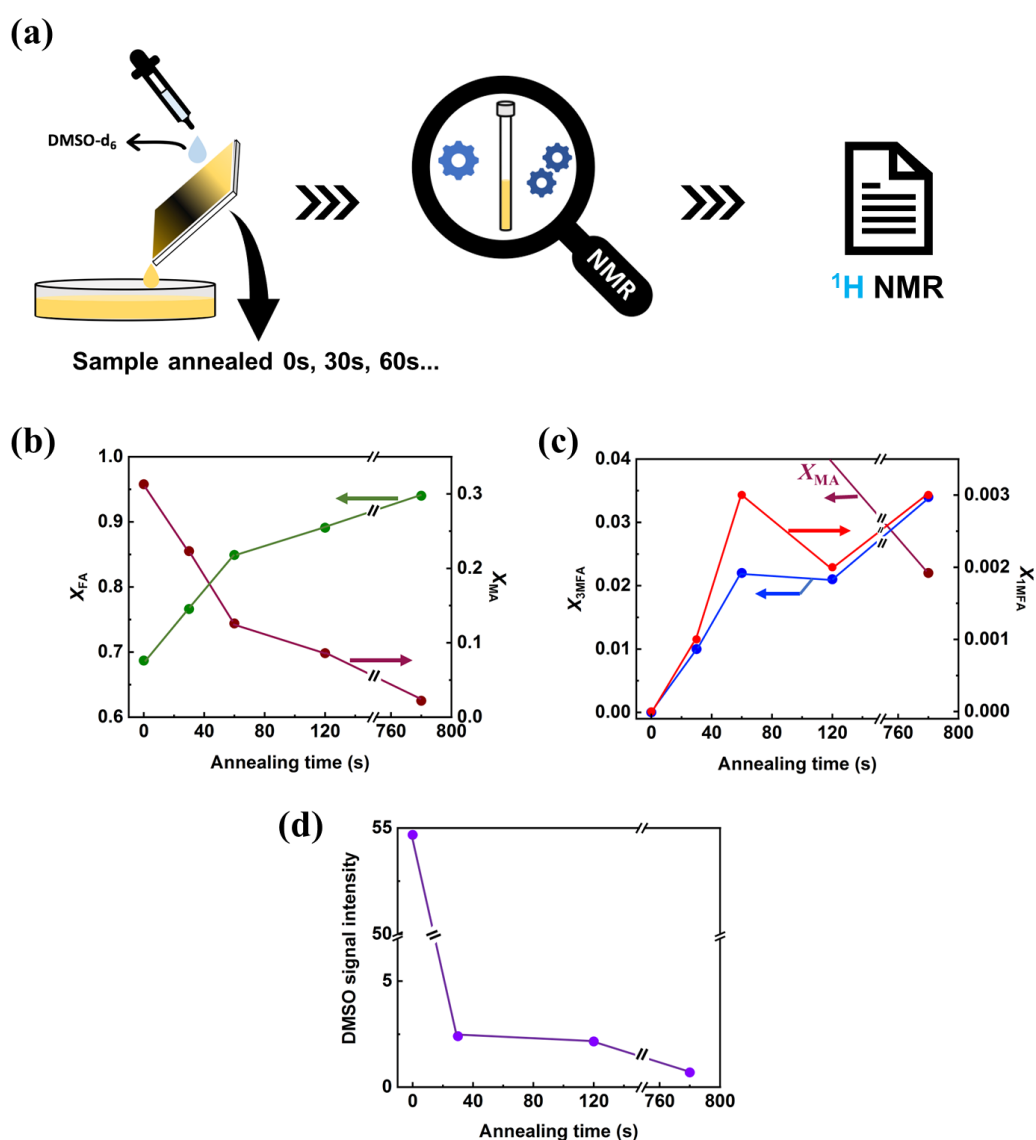 (a)
DMSO-d6
NMR
1H NMR
Sample annealed 0s, 30s, 60s...
(b)
1.0
0.9
0.8
0.7
0.6
XFA
0.3
0.2
0.1
0.0
XMA
0
40
80
120
760
800
Annealing time (s)
(c)
0.04
0.03
0.02
0.01
0.00
X3MFA
XMA
0.003
0.002
0.001
0.000
X1MFA
0
40
80
120
760
800
Annealing time (s)
(d)
55
50
5
0
DMSO signal intensity
0
40
80
120
760
800
Annealing time (s)